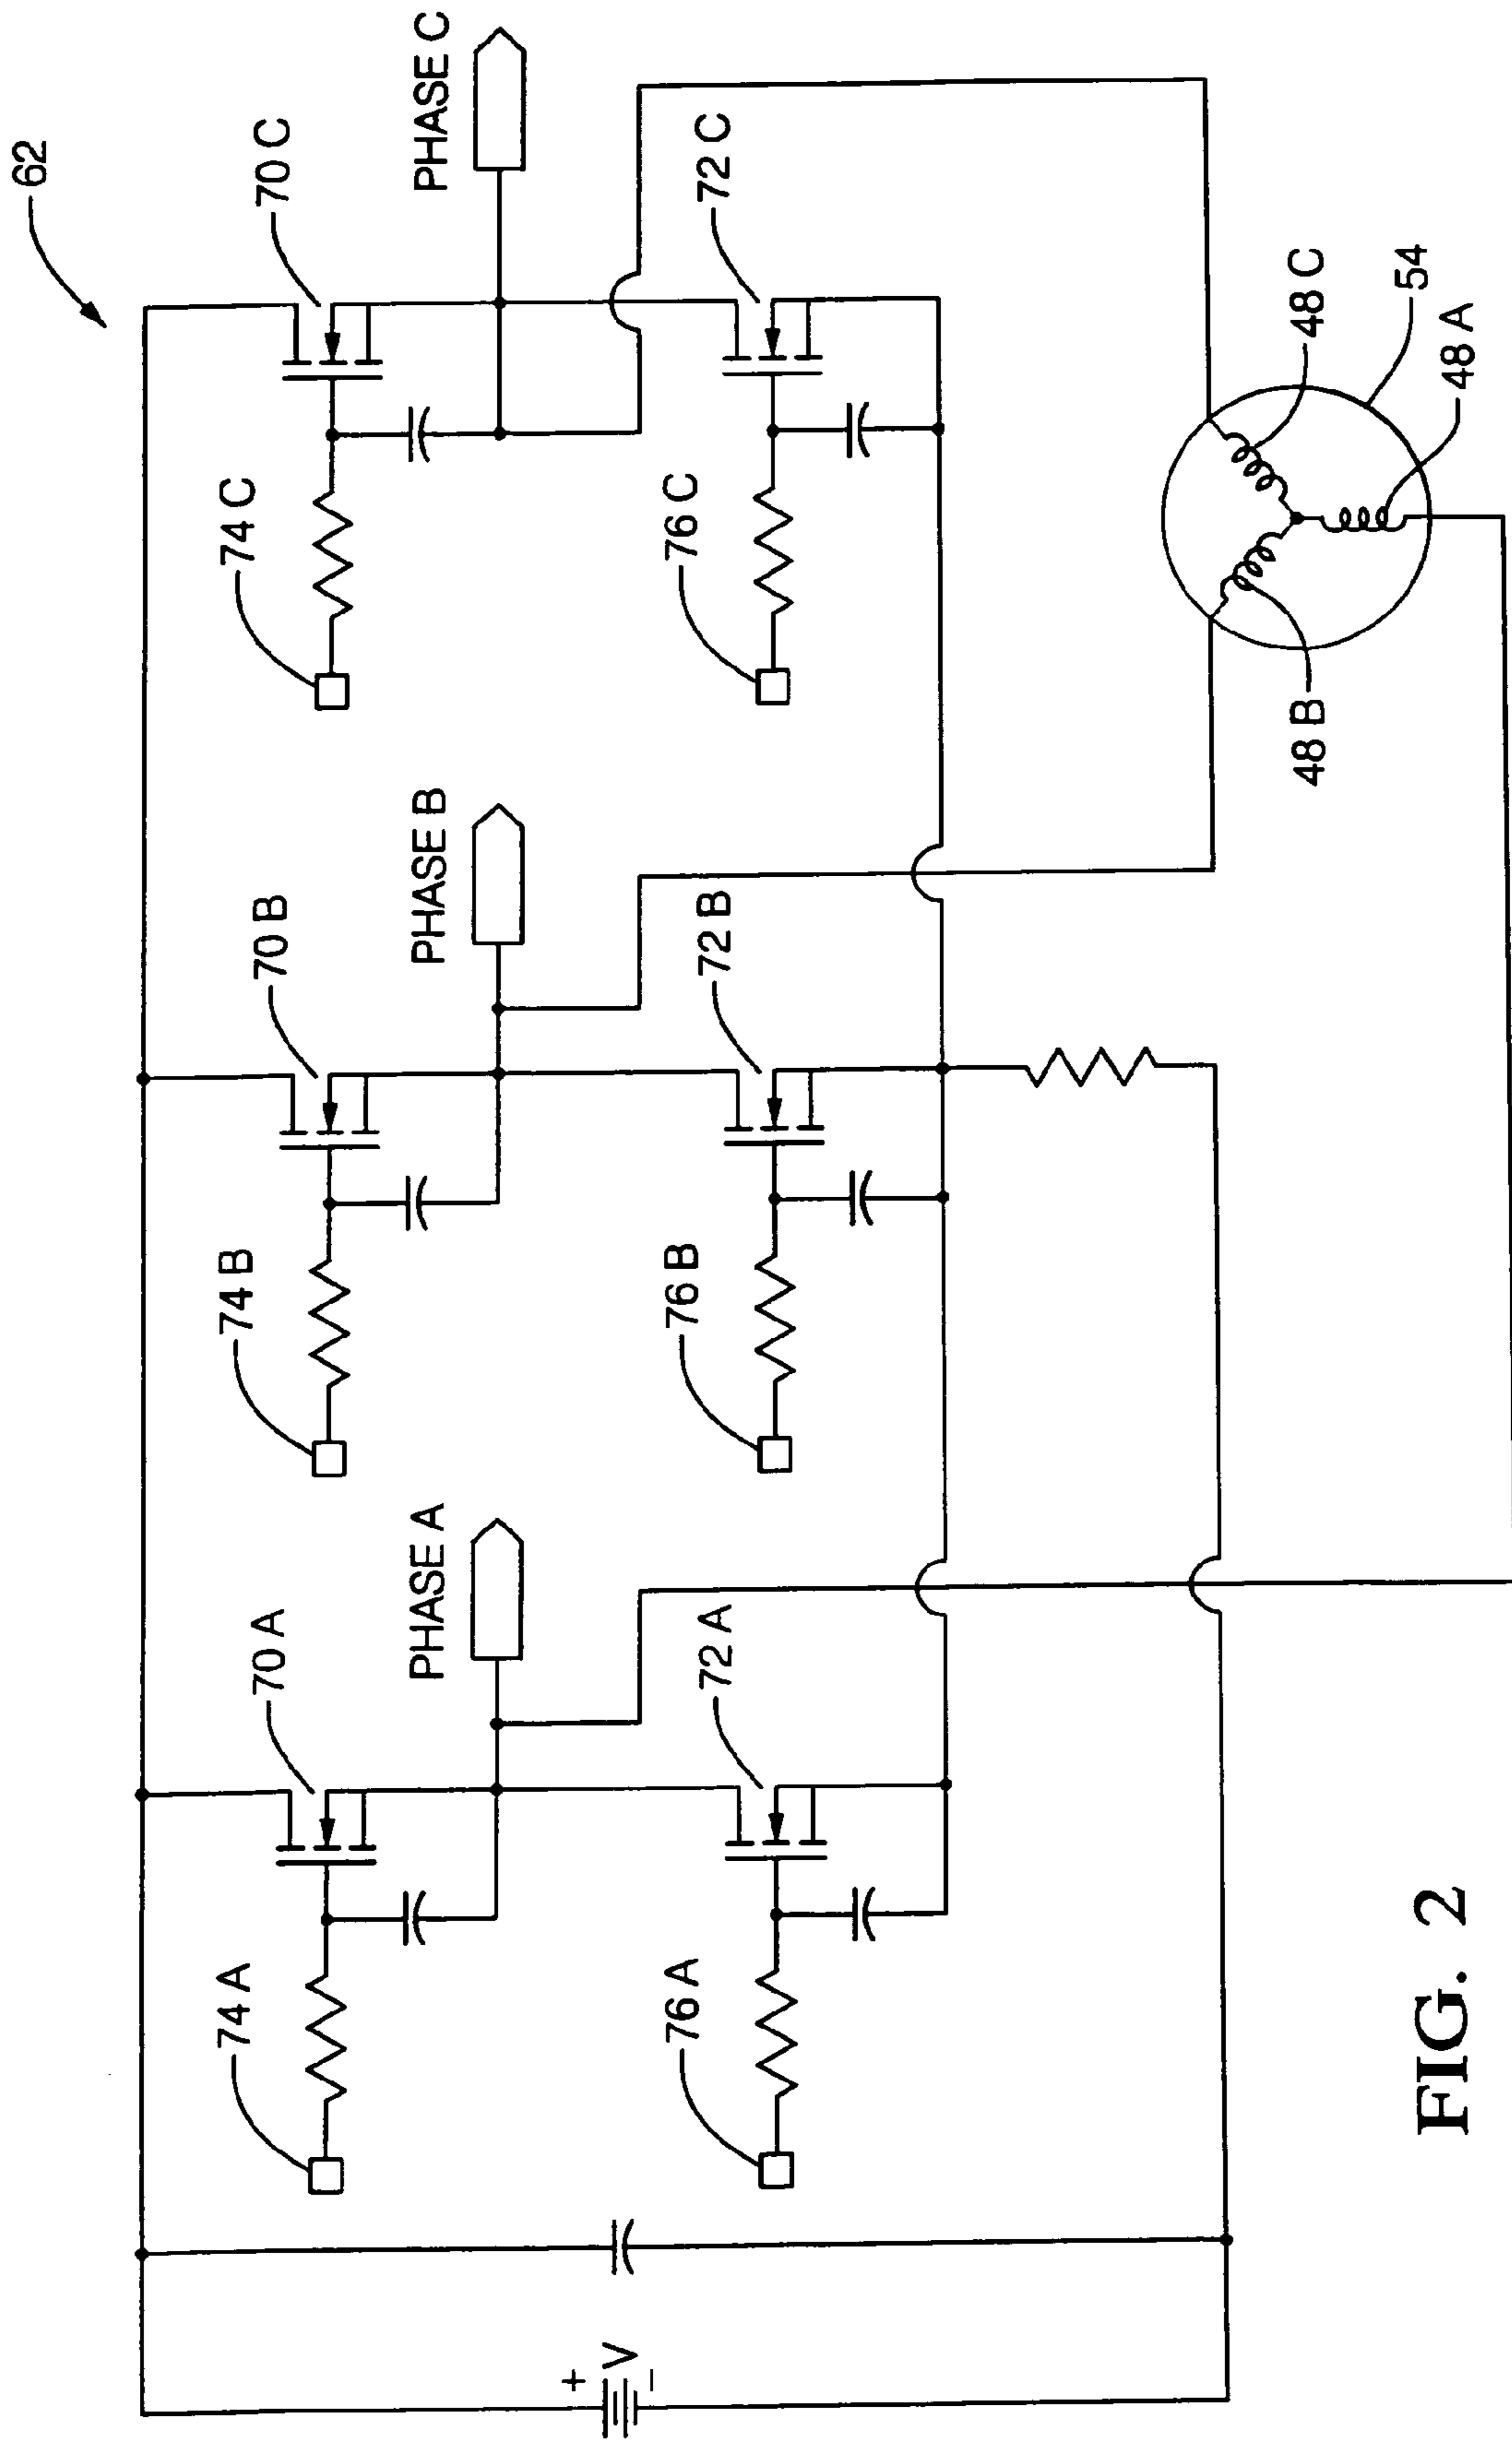 62
70 A
70 B
70 C
74 A
74 B
74 C
PHASE A
PHASE B
PHASE C
+
V
−
72 A
72 B
72 C
76 A
76 B
76 C
48 B
48 C
54
48 A
FIG. 2